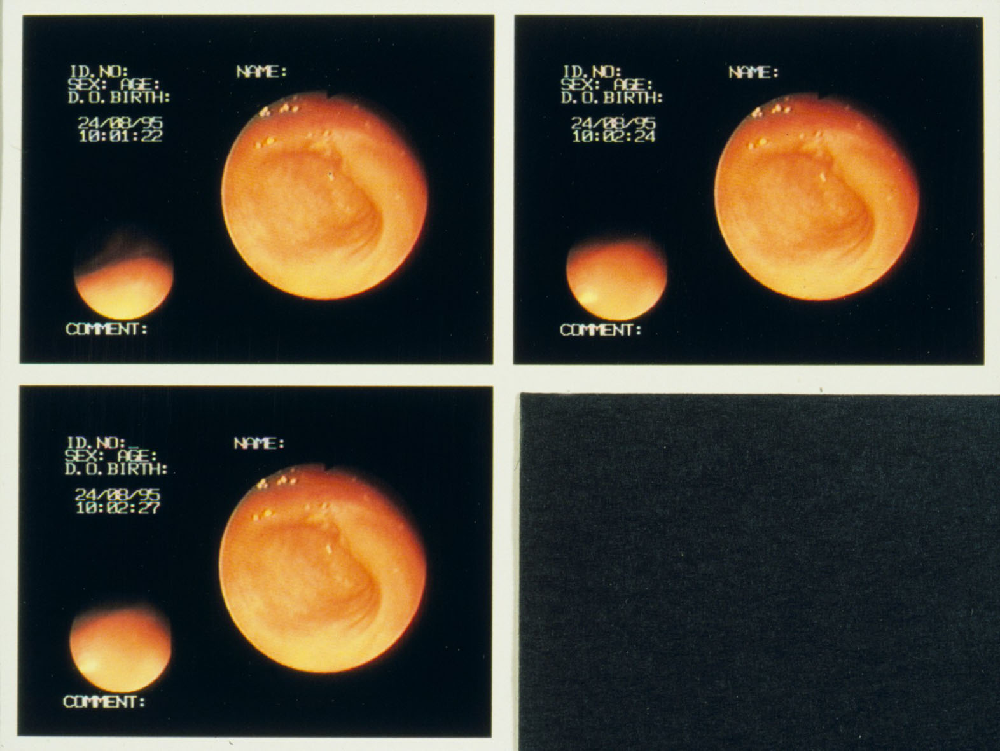 ID.NO:
NAME:
SEX: AGE:
D.O.BIRTH:
24/08/95
10:01:22
COMMENT:
ID.NO:
NAME:
SEX: AGE:
D.O.BIRTH:
24/08/95
10:02:24
COMMENT:
ID.NO:_
NAME:
SEX: AGE:
D.O.BIRTH:
24/08/95
10:02:27
COMMENT: